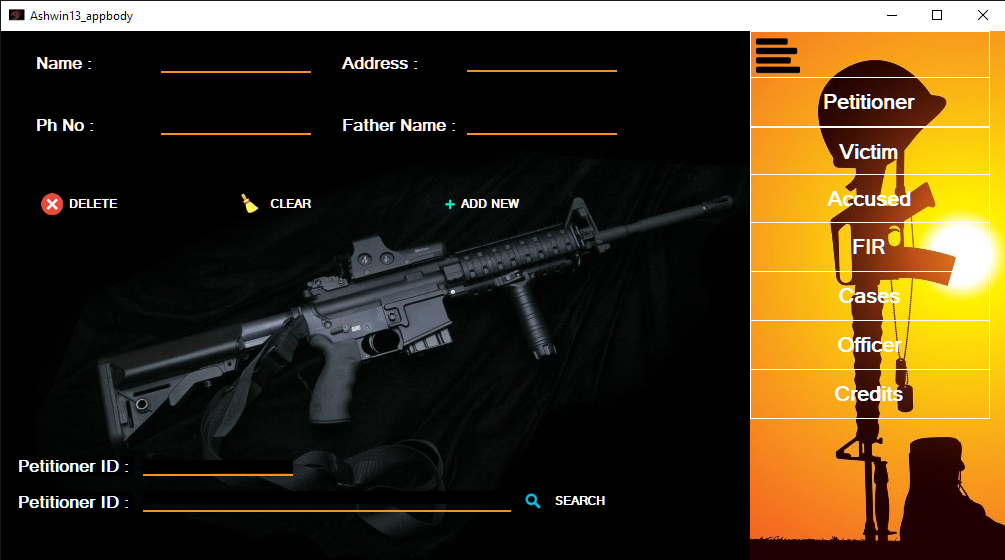 Ashwin13_appbody
Name : Address :
Ph No : Father Name :
DELETE CLEAR + ADD NEW
Petitioner ID :
Petitioner ID : SEARCH
Petitioner
Victim
Accused
FIR
Cases
Officer
Credits